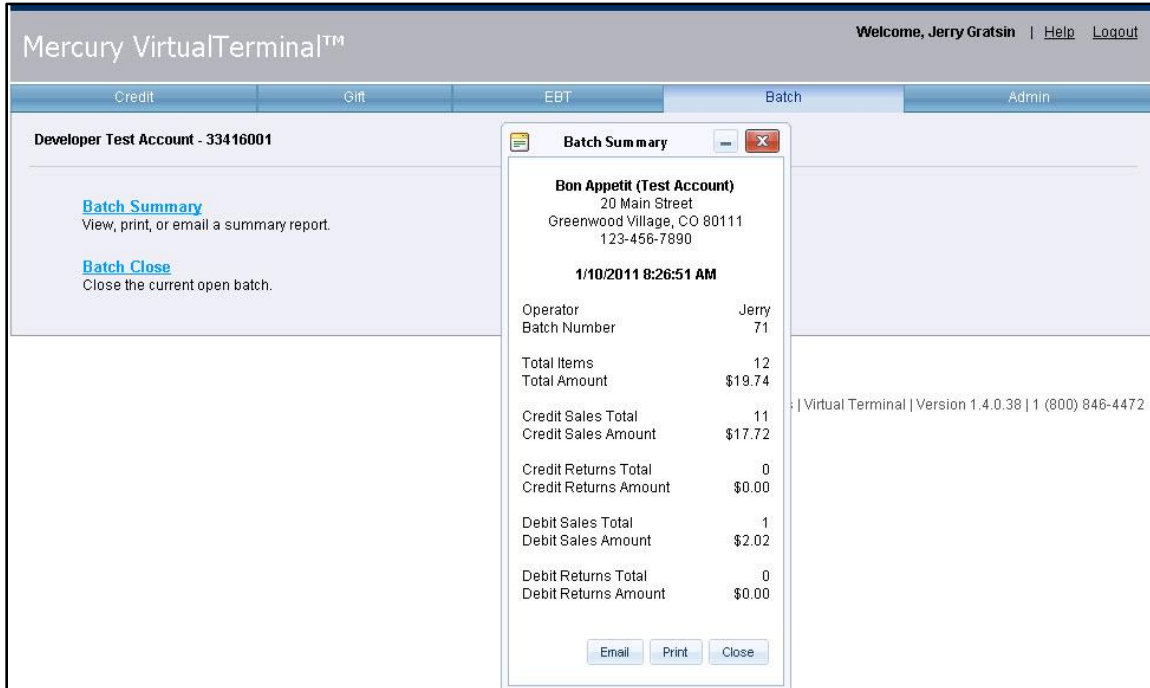 Mercury VirtualTerminal™
Welcome, Jerry Gratsin | Help Logout
Credit Gift EBT Batch Admin
Developer Test Account - 33416001
Batch Summary
View, print, or email a summary report.
Batch Close
Close the current open batch.
Batch Summary
Bon Appetit (Test Account)
20 Main Street
Greenwood Village, CO 80111
123-456-7890
1/10/2011 8:26:51 AM
Operator Jerry
Batch Number 71
Total Items 12
Total Amount $19.74
Credit Sales Total 11
Credit Sales Amount $17.72
Credit Returns Total 0
Credit Returns Amount $0.00
Debit Sales Total 1
Debit Sales Amount $2.02
Debit Returns Total 0
Debit Returns Amount $0.00
Email Print Close
| Virtual Terminal | Version 1.4.0.38 | 1 (800) 846-4472